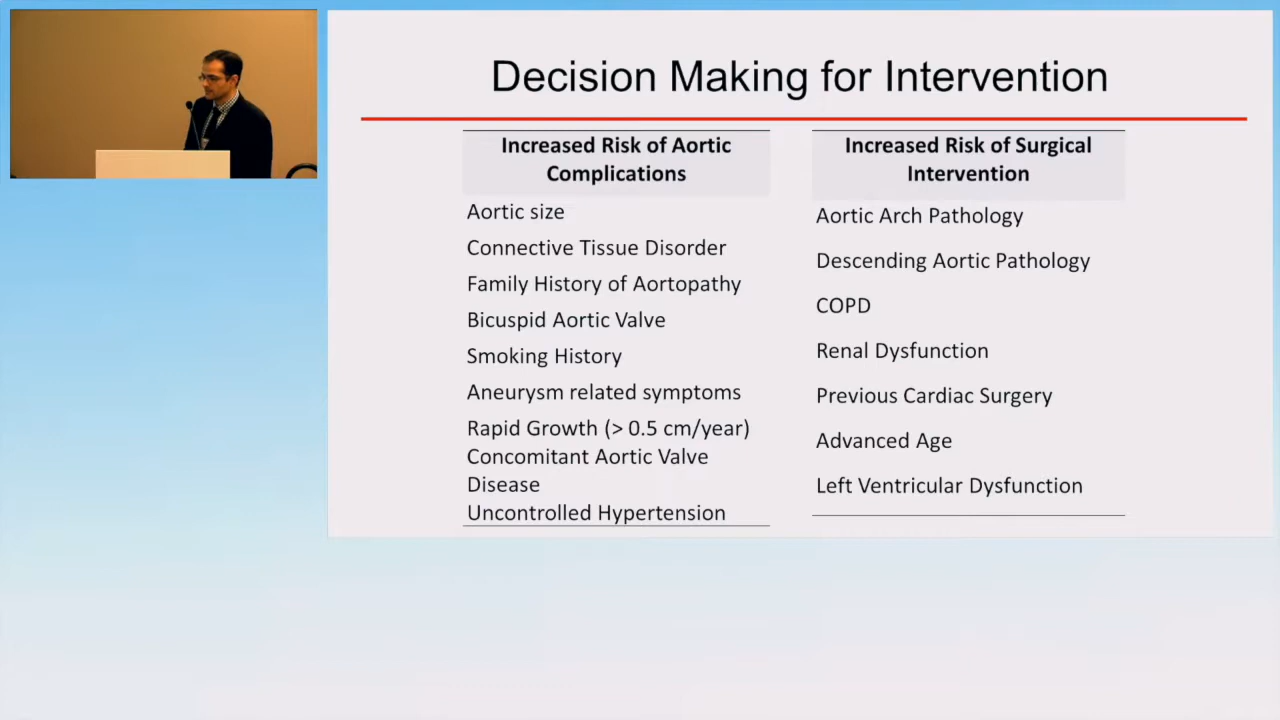 Decision Making for Intervention
Increased Risk of Aortic
Complications
Aortic size
Connective Tissue Disorder
Family History of Aortopathy
Bicuspid Aortic Valve
Smoking History
Aneurysm related symptoms
Rapid Growth (> 0.5 cm/year)
Concomitant Aortic Valve
Disease
Uncontrolled Hypertension
Increased Risk of Surgical
Intervention
Aortic Arch Pathology
Descending Aortic Pathology
COPD
Renal Dysfunction
Previous Cardiac Surgery
Advanced Age
Left Ventricular Dysfunction